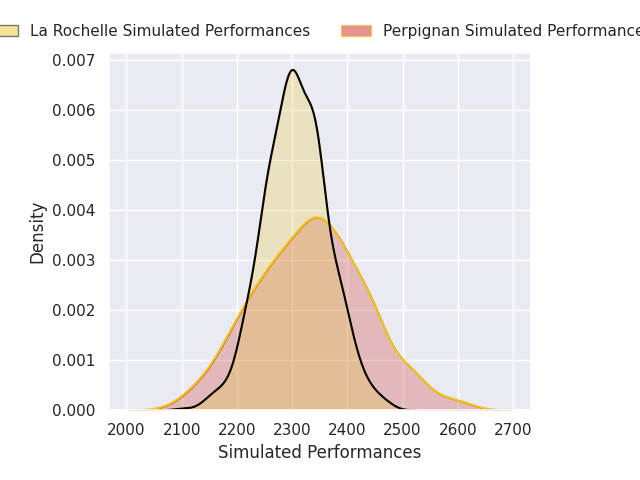 La Rochelle Simulated Performances
Perpignan Simulated Performance
0.007
0.006
0.005
0.004
0.003
0.002
0.001
0.000
Density
2000 2100 2200 2300 2400 2500 2600 2700
Simulated Performances